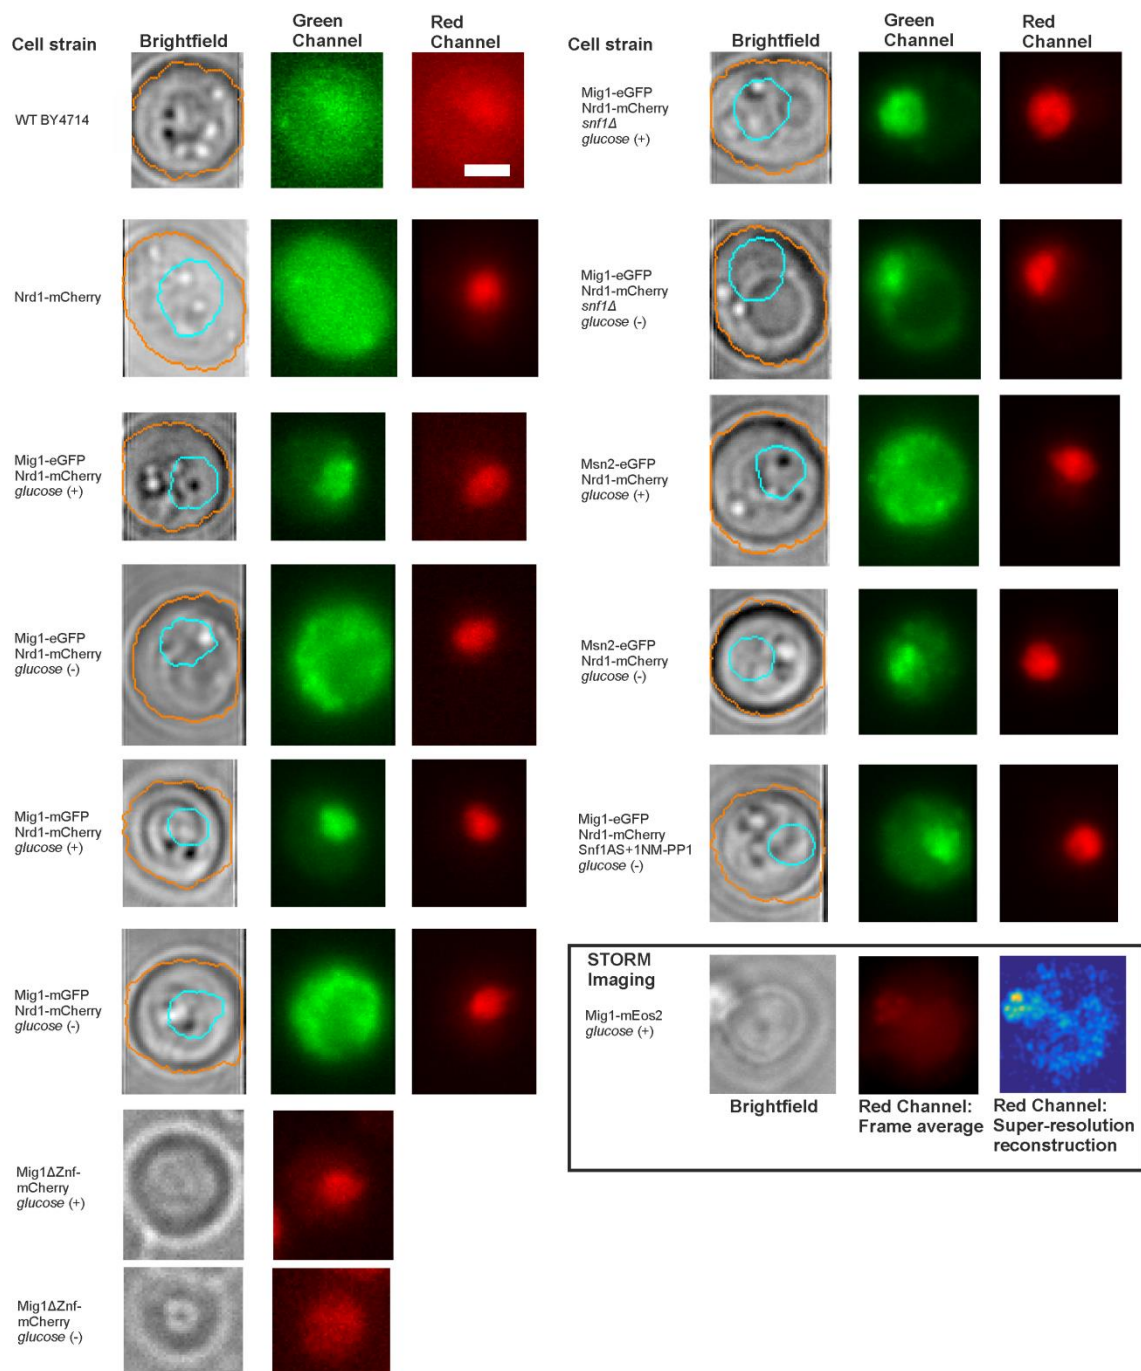 Cell strain
Brightfield
Green
Channel
Red
Channel
WT BY4714
Nrd1-mCherry
Mig1-eGFP
Nrd1-mCherry
glucose (+)
Mig1-eGFP
Nrd1-mCherry
glucose (-)
Mig1-mGFP
Nrd1-mCherry
glucose (+)
Mig1-mGFP
Nrd1-mCherry
glucose (-)
Mig1ΔZnf-
mCherry
glucose (+)
Mig1ΔZnf-
mCherry
glucose (-)
Cell strain
Brightfield
Green
Channel
Red
Channel
Mig1-eGFP
Nrd1-mCherry
snf1Δ
glucose (+)
Mig1-eGFP
Nrd1-mCherry
snf1Δ
glucose (-)
Msn2-eGFP
Nrd1-mCherry
glucose (+)
Msn2-eGFP
Nrd1-mCherry
glucose (-)
Mig1-eGFP
Nrd1-mCherry
Snf1AS+1NM-PP1
glucose (-)
STORM
Imaging
Mig1-mEos2
glucose (+)
Brightfield
Red Channel:
Frame average
Red Channel:
Super-resolution
reconstruction